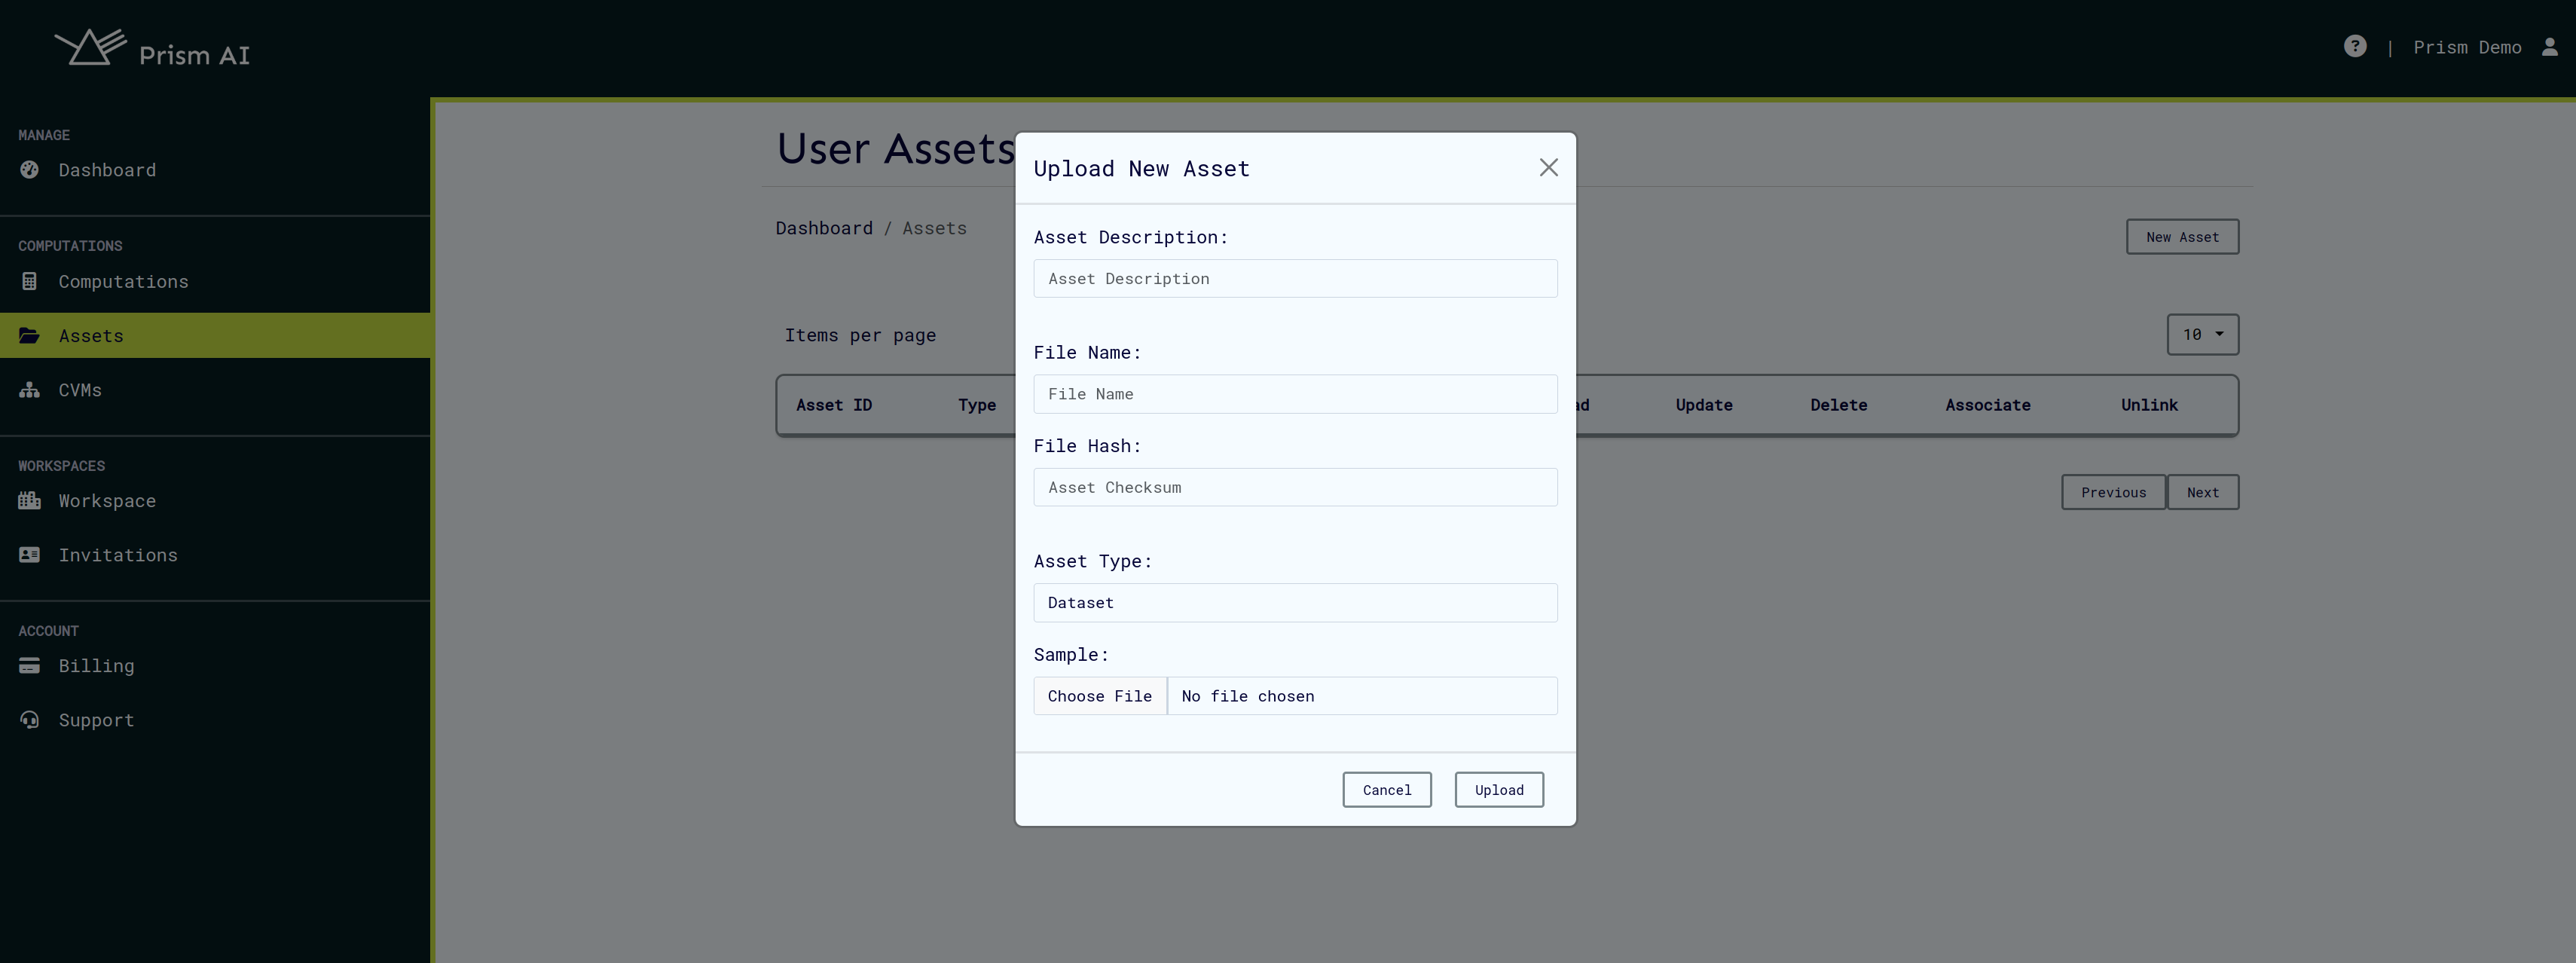 Prism AI
? | Prism Demo
MANAGE
Dashboard
COMPUTATIONS
Computations
Assets
CVMs
WORKSPACES
Workspace
Invitations
ACCOUNT
Billing
Support
User Assets
Dashboard / Assets
New Asset
Items per page
10
Asset ID Type ad Update Delete Associate Unlink
Previous Next
Upload New Asset
Asset Description:
Asset Description
File Name:
File Name
File Hash:
Asset Checksum
Asset Type:
Dataset
Sample:
Choose File No file chosen
Cancel Upload